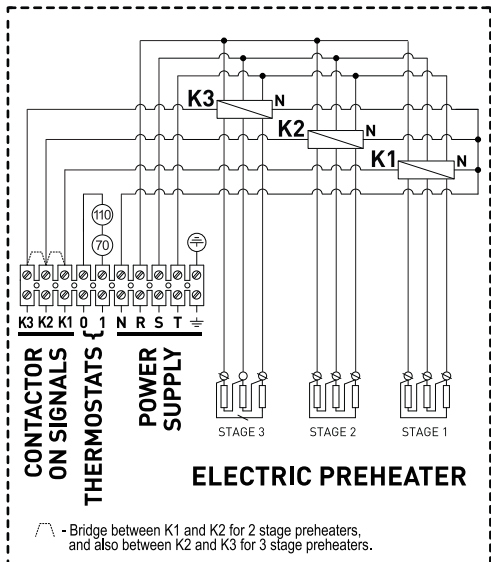 K3 N
K2 N
K1 N
110
70
K3 K2 K1 0 1 N R S T
CONTACTOR
ON SIGNALS
THERMOSTATS {
POWER
SUPPLY
STAGE 3 STAGE 2 STAGE 1
ELECTRIC PREHEATER
- Bridge between K1 and K2 for 2 stage preheaters,
and also between K2 and K3 for 3 stage preheaters.